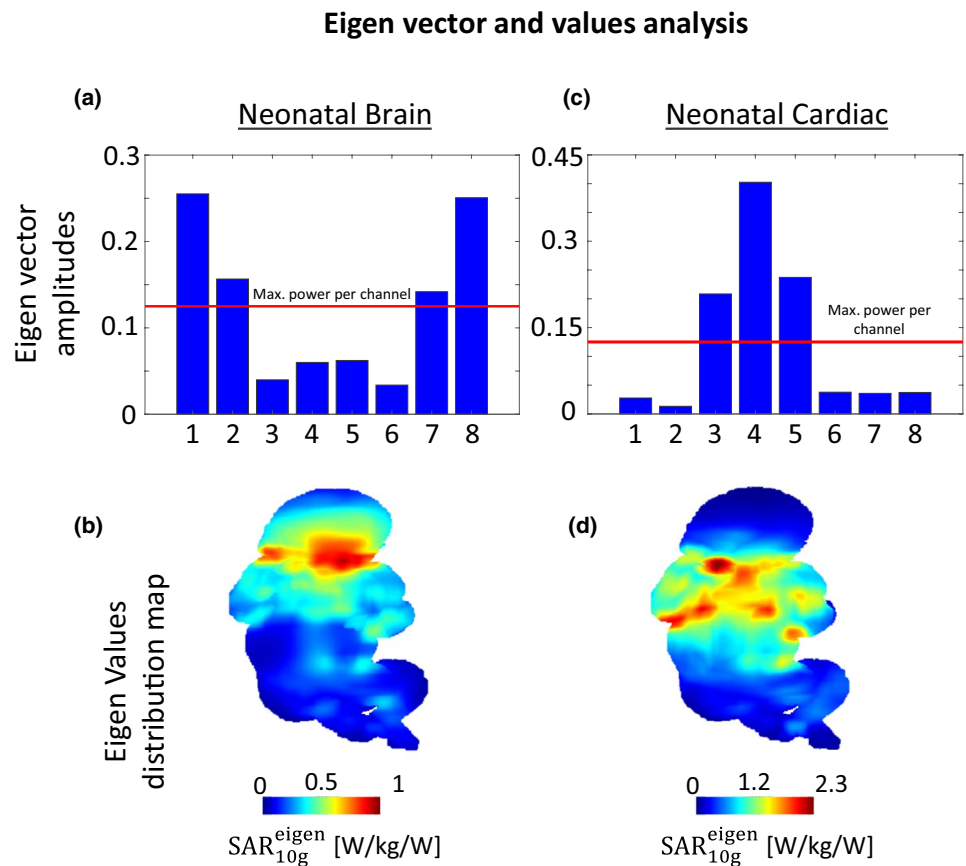 Eigen vector and values analysis
(a)
Neonatal Brain
(c)
Neonatal Cardiac
Eigen vector
amplitudes
0.3
0.2
0.1
0
Max. power per channel
1 2 3 4 5 6 7 8
0.45
0.3
0.15
0
Max. power per
channel
1 2 3 4 5 6 7 8
(b)
(d)
Eigen Values
distribution map
0 0.5 1
SAR10g^eigen [W/kg/W]
0 1.2 2.3
SAR10g^eigen [W/kg/W]